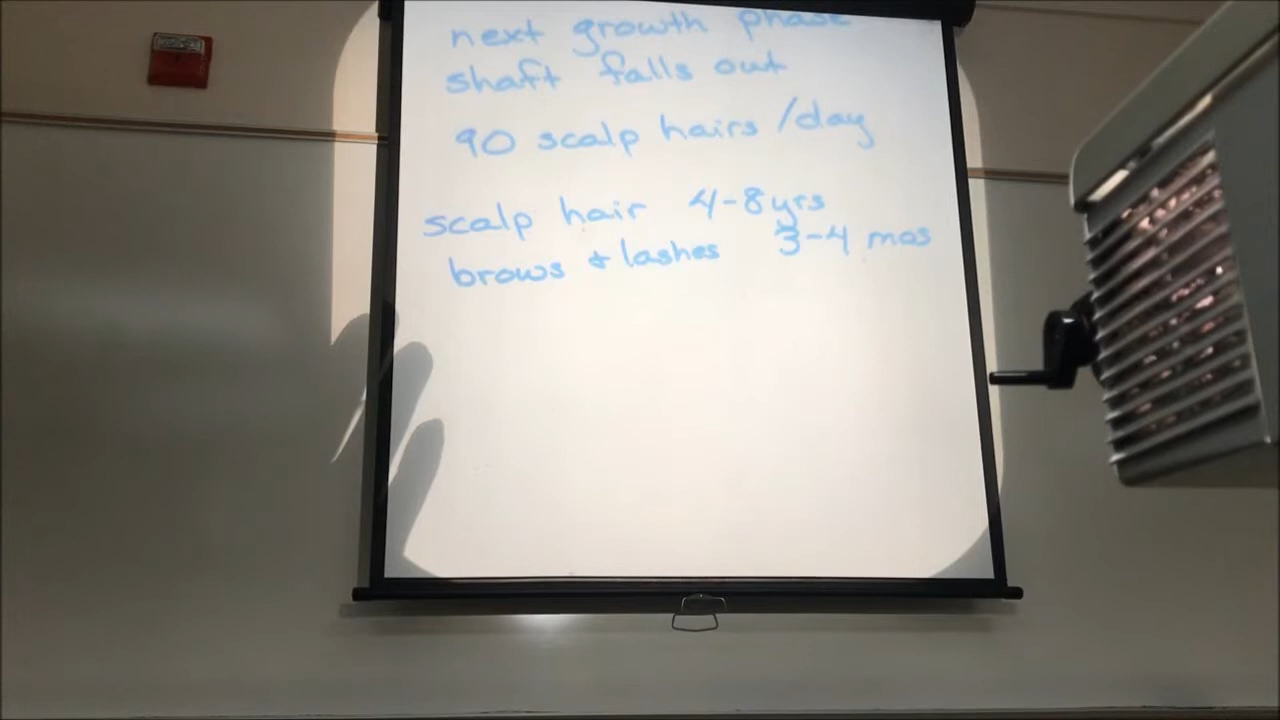 next growth phase
shaft falls out
90 scalp hairs /day
scalp hair 4-8yrs
brows + lashes 3-4 mos